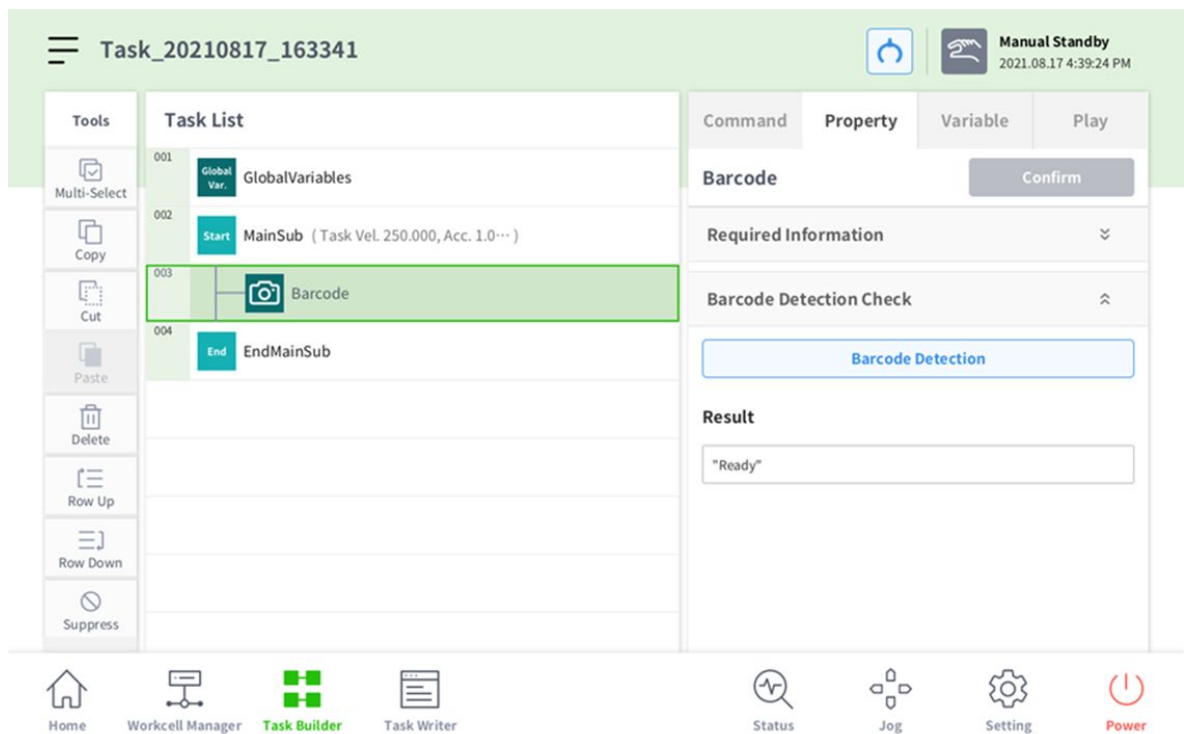 Task_20210817_163341
Manual Standby
2021.08.17 4:39:24 PM
Tools
Multi-Select
Copy
Cut
Paste
Delete
Row Up
Row Down
Suppress
Task List
001
Global Var.
GlobalVariables
002
Start
MainSub ( Task Vel. 250.000, Acc. 1.0··· )
003
Barcode
004
End
EndMainSub
Command
Property
Variable
Play
Barcode
Confirm
Required Information
Barcode Detection Check
Barcode Detection
Result
"Ready"
Home
Workcell Manager
Task Builder
Task Writer
Status
Jog
Setting
Power